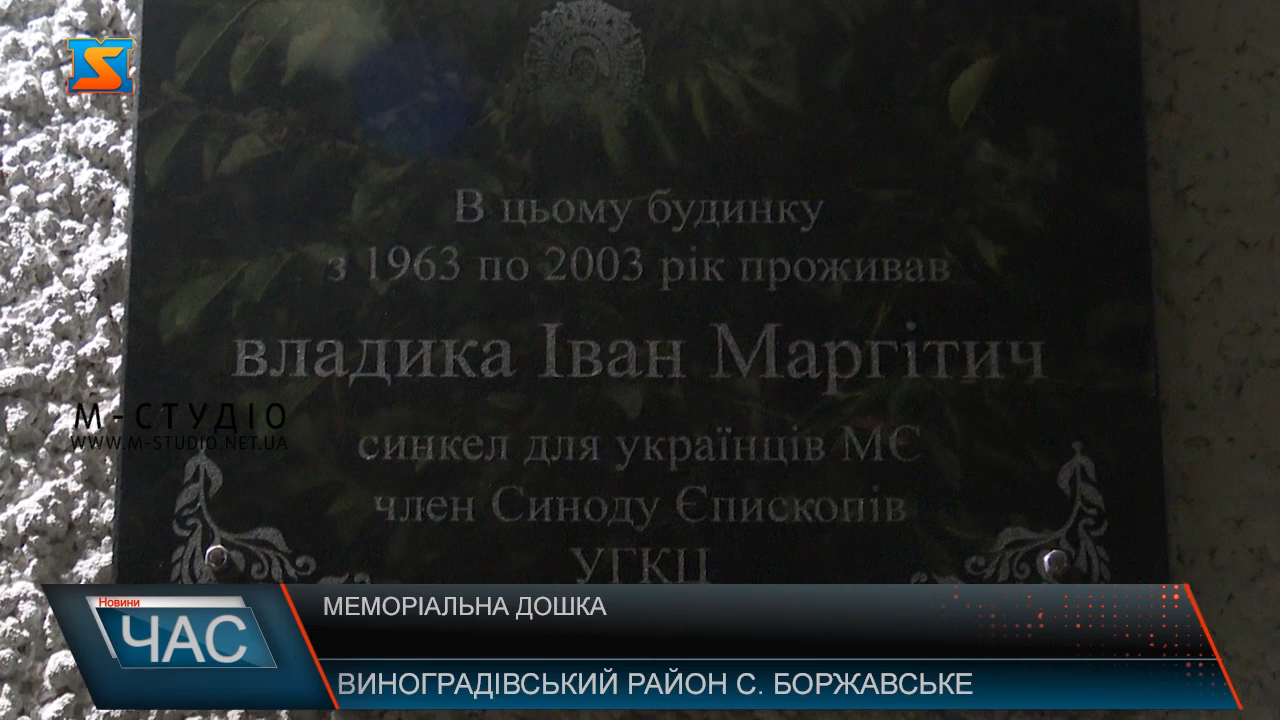 В цьому будинку
з 1963 по 2003 рік проживав
владика Іван Маргітич
синкел для українців МЄ
член Синоду Єпископів
УГКЦ
М-СТУДІО
WWW.M-STUDIO.NET.UA
Новини
ЧАС
МЕМОРІАЛЬНА ДОШКА
ВИНОГРАДІВСЬКИЙ РАЙОН С. БОРЖАВСЬКЕ